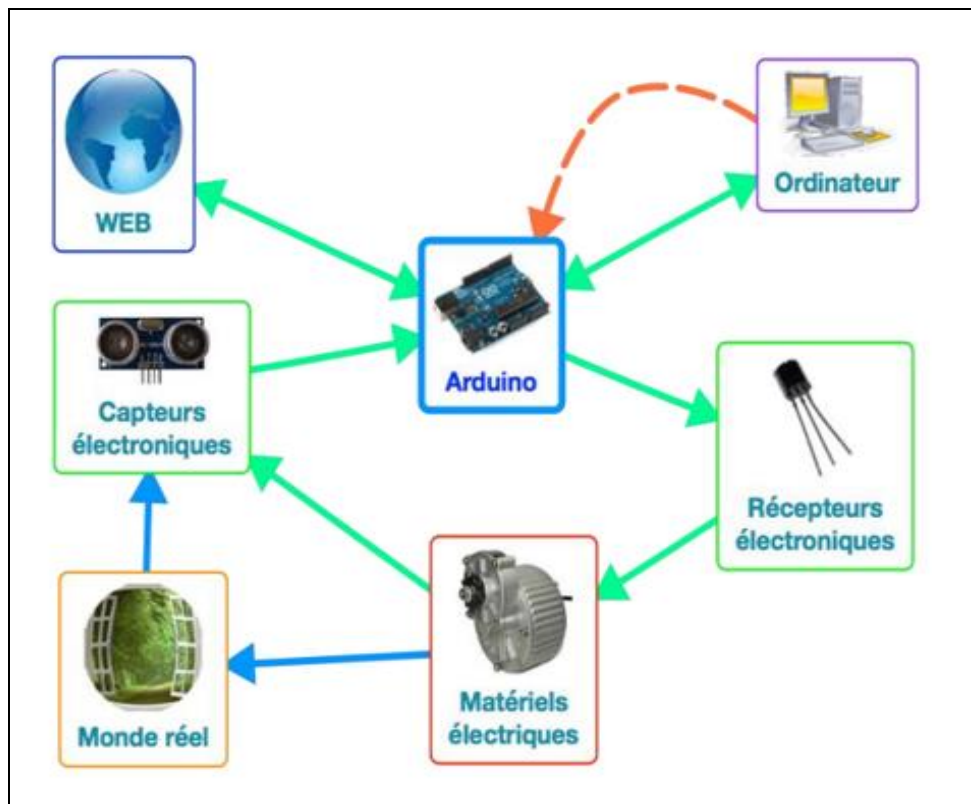 WEB
Ordinateur
Arduino
Capteurs
électroniques
Récepteurs
électroniques
Monde réel
Matériels
électriques